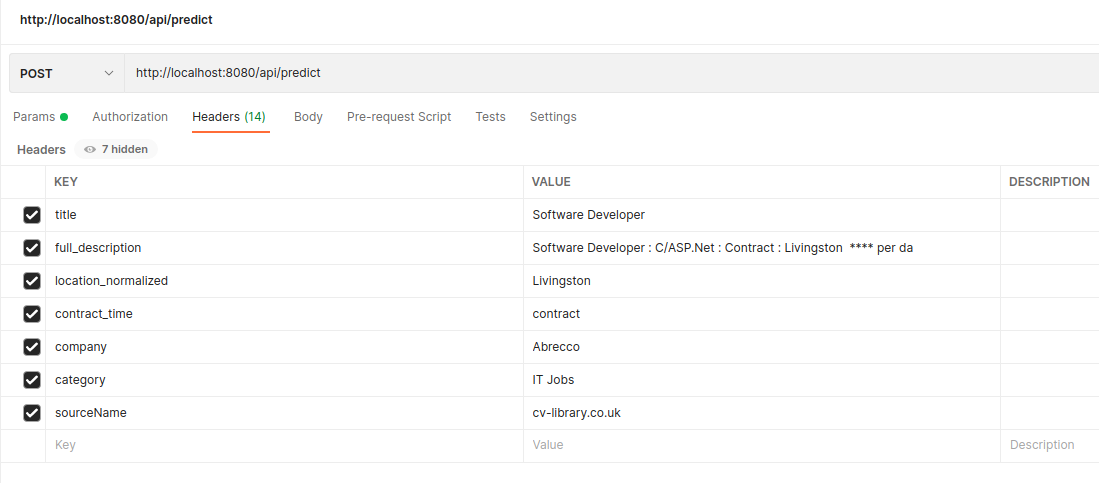 http://localhost:8080/api/predict
POST http://localhost:8080/api/predict
Params Authorization Headers (14) Body Pre-request Script Tests Settings
Headers 7 hidden
KEY VALUE DESCRIPTION
title Software Developer
full_description Software Developer : C/ASP.Net : Contract : Livingston **** per da
location_normalized Livingston
contract_time contract
company Abrecco
category IT Jobs
sourceName cv-library.co.uk
Key Value Description